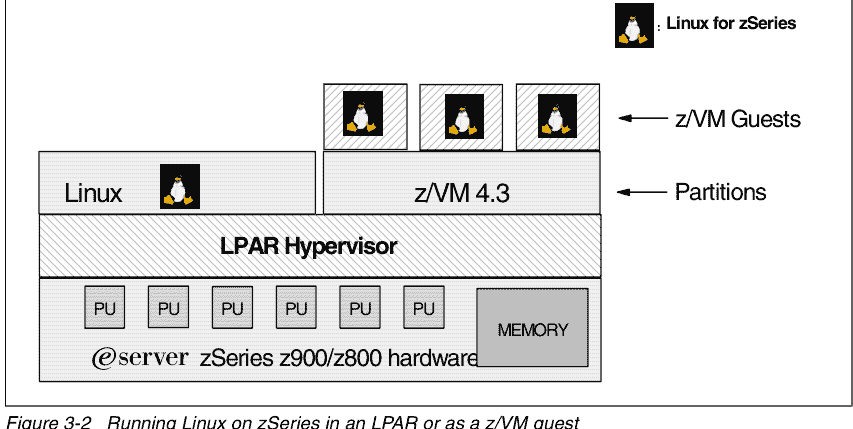 : Linux for zSeries
z/VM Guests
Linux
z/VM 4.3
Partitions
LPAR Hypervisor
PU PU PU PU PU PU
MEMORY
e server zSeries z900/z800 hardware
Figure 3-2 Running Linux on zSeries in an LPAR or as a z/VM guest